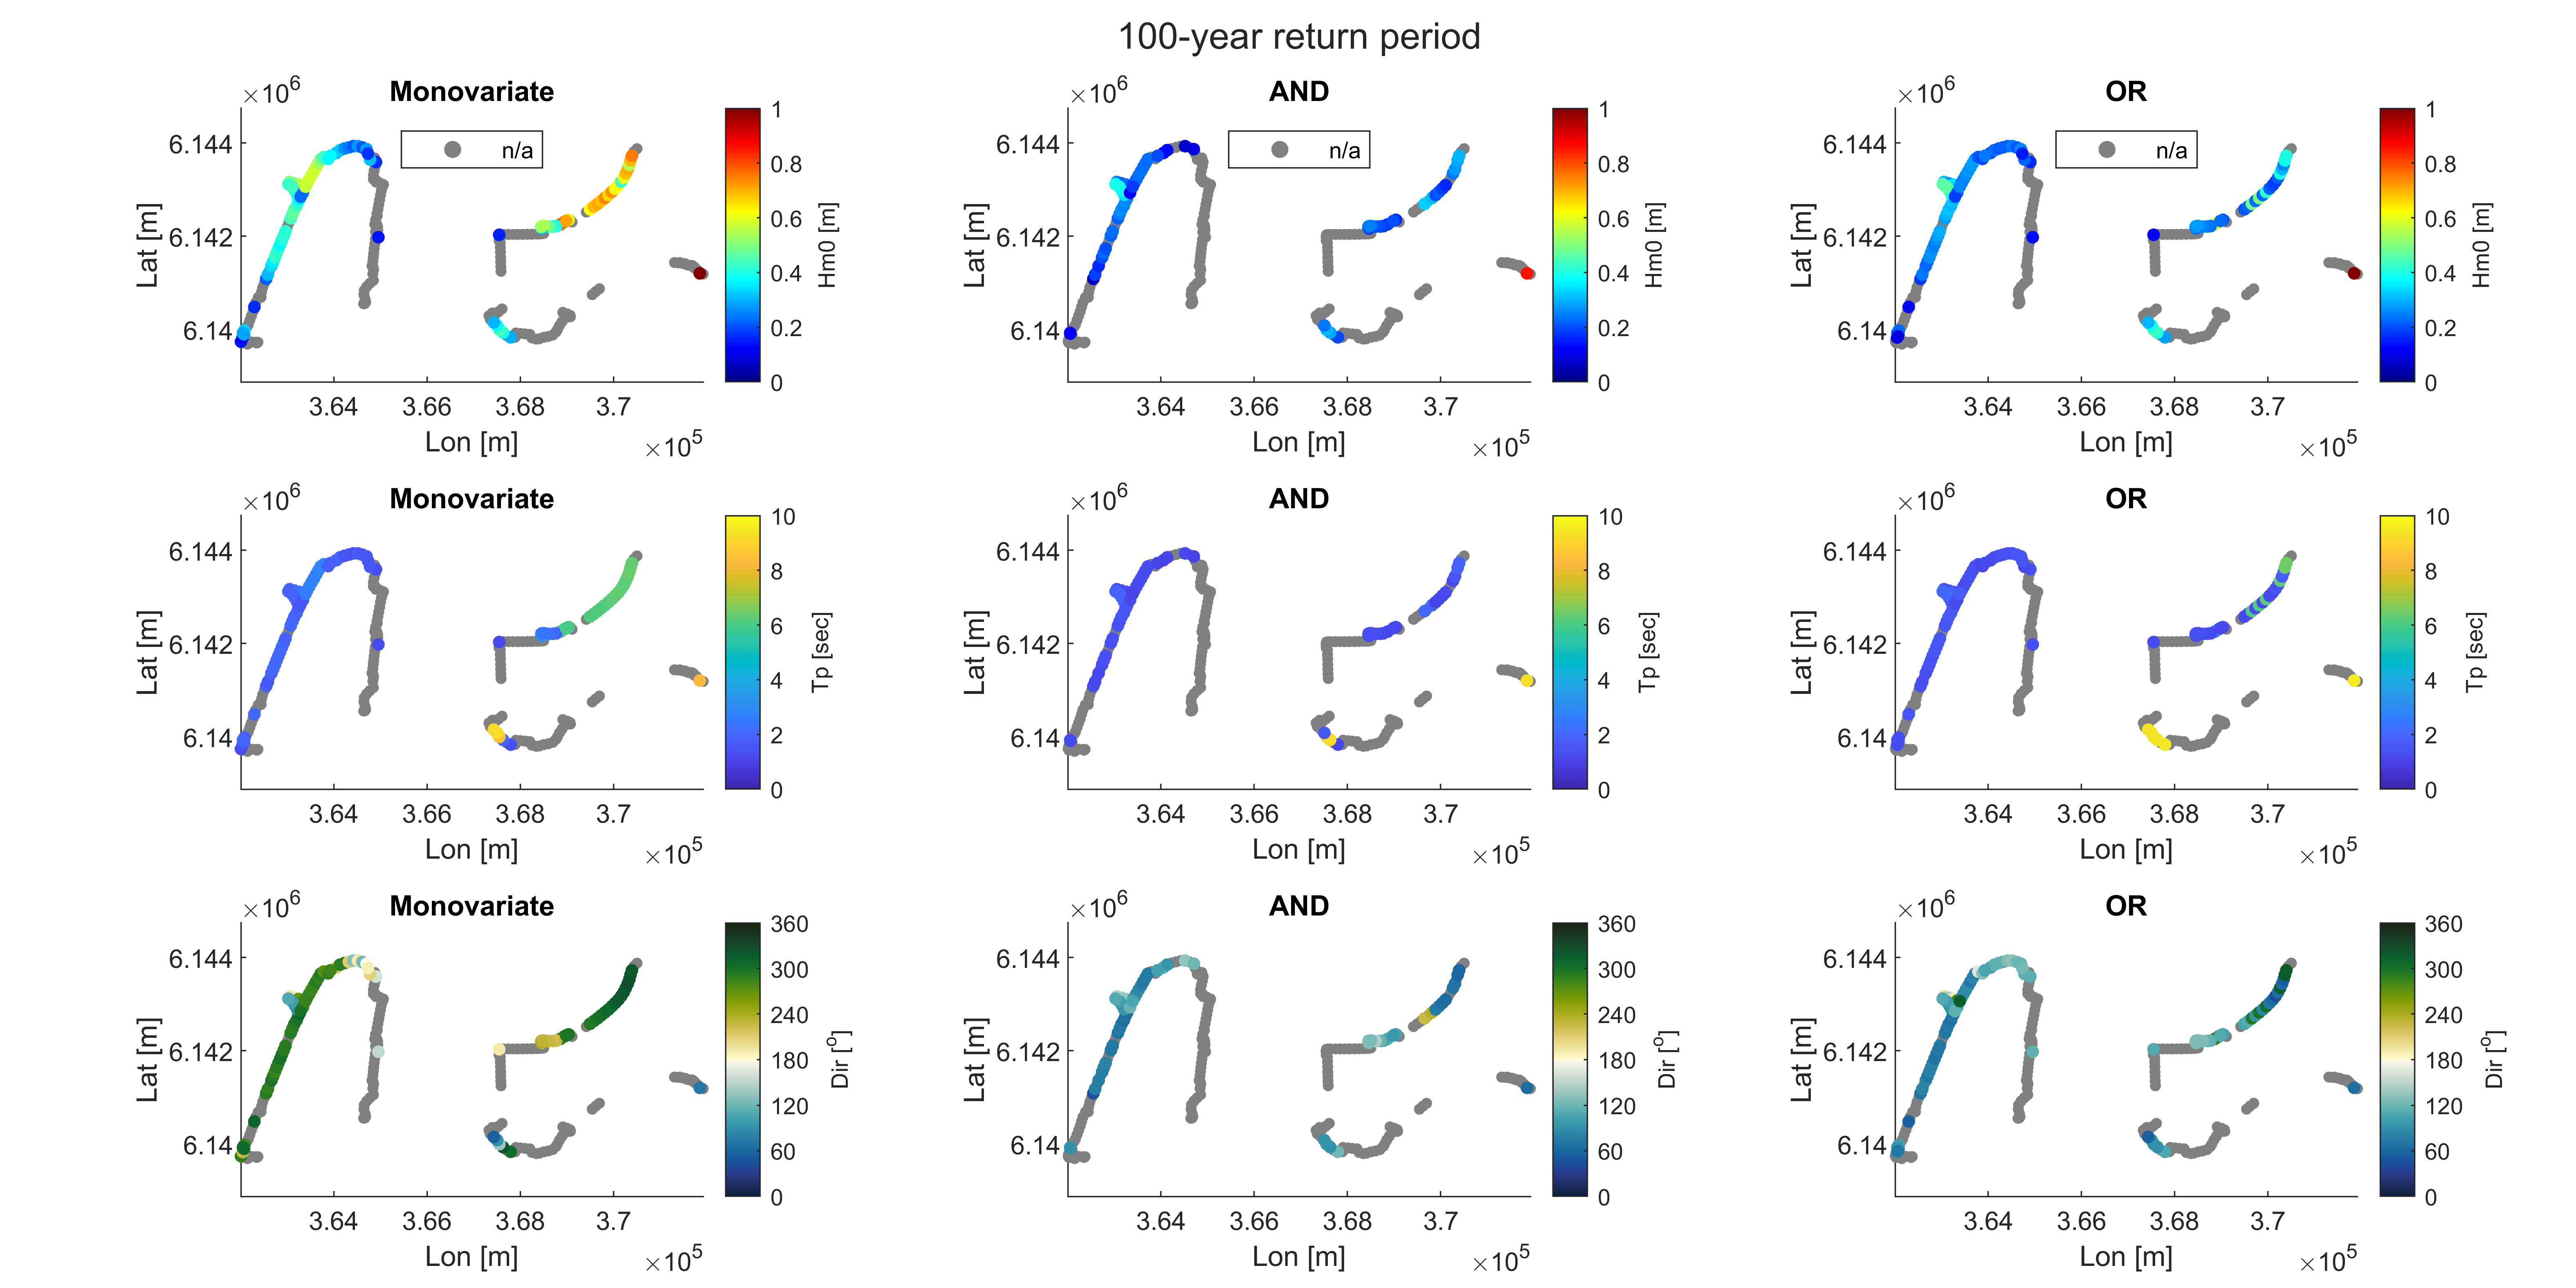 100-year return period
Monovariate
×10^6
n/a
6.144
6.142
6.14
Lat [m]
3.64 3.66 3.68 3.7
Lon [m]
×10^5
1
0.8
0.6
0.4
0.2
0
Hm0 [m]
AND
×10^6
n/a
6.144
6.142
6.14
Lat [m]
3.64 3.66 3.68 3.7
Lon [m]
×10^5
1
0.8
0.6
0.4
0.2
0
Hm0 [m]
OR
×10^6
n/a
6.144
6.142
6.14
Lat [m]
3.64 3.66 3.68 3.7
Lon [m]
×10^5
1
0.8
0.6
0.4
0.2
0
Hm0 [m]
Monovariate
×10^6
6.144
6.142
6.14
Lat [m]
3.64 3.66 3.68 3.7
Lon [m]
×10^5
10
8
6
4
2
0
Tp [sec]
AND
×10^6
6.144
6.142
6.14
Lat [m]
3.64 3.66 3.68 3.7
Lon [m]
×10^5
10
8
6
4
2
0
Tp [sec]
OR
×10^6
6.144
6.142
6.14
Lat [m]
3.64 3.66 3.68 3.7
Lon [m]
×10^5
10
8
6
4
2
0
Tp [sec]
Monovariate
×10^6
6.144
6.142
6.14
Lat [m]
3.64 3.66 3.68 3.7
Lon [m]
×10^5
360
300
240
180
120
60
0
Dir [°]
AND
×10^6
6.144
6.142
6.14
Lat [m]
3.64 3.66 3.68 3.7
Lon [m]
×10^5
360
300
240
180
120
60
0
Dir [°]
OR
×10^6
6.144
6.142
6.14
Lat [m]
3.64 3.66 3.68 3.7
Lon [m]
×10^5
360
300
240
180
120
60
0
Dir [°]